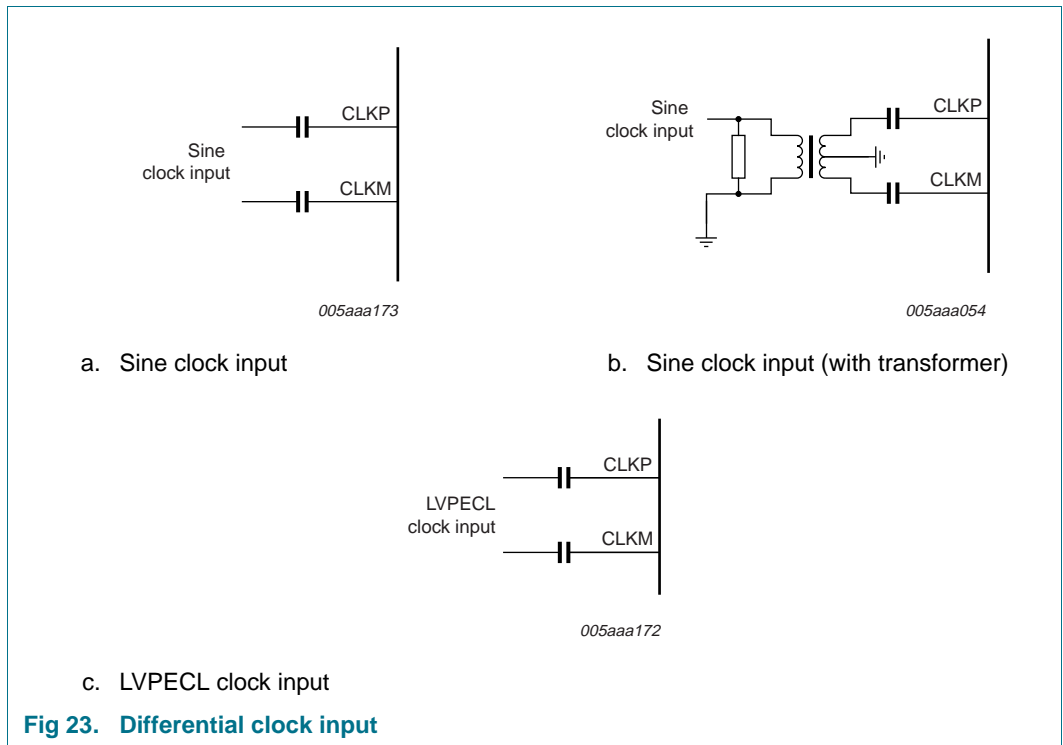 CLKP
Sine
clock input
CLKM
005aaa173
a. Sine clock input
Sine
clock input
CLKP
CLKM
005aaa054
b. Sine clock input (with transformer)
CLKP
LVPECL
clock input
CLKM
005aaa172
c. LVPECL clock input
Fig 23. Differential clock input